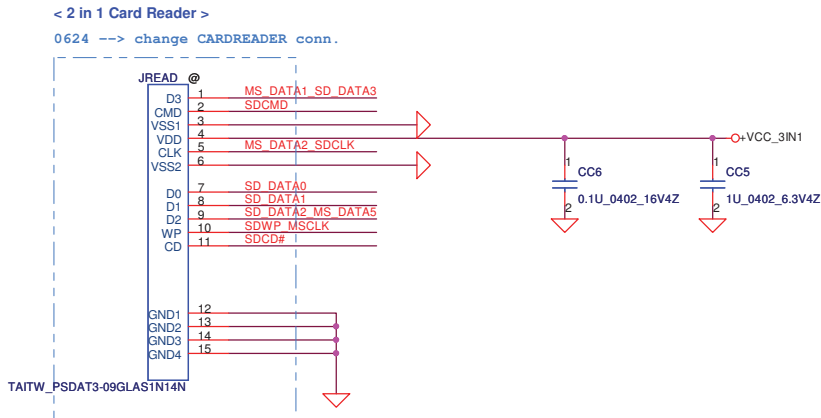 < 2 in 1 Card Reader >
0624 --> change CARDREADER conn.
JREAD @
D3 1 MS_DATA1_SD_DATA3
CMD 2 SDCMD
VSS1 3
VDD 4 +VCC_3IN1
CLK 5 MS_DATA2_SDCLK
VSS2 6
D0 7 SD_DATA0
D1 8 SD_DATA1
D2 9 SD_DATA2_MS_DATA5
WP 10 SDWP_MSCLK
CD 11 SDCD#
1 CC6
2 0.1U_0402_16V4Z
1 CC5
2 1U_0402_6.3V4Z
GND1 12
GND2 13
GND3 14
GND4 15
TAITW_PSDAT3-09GLAS1N14N